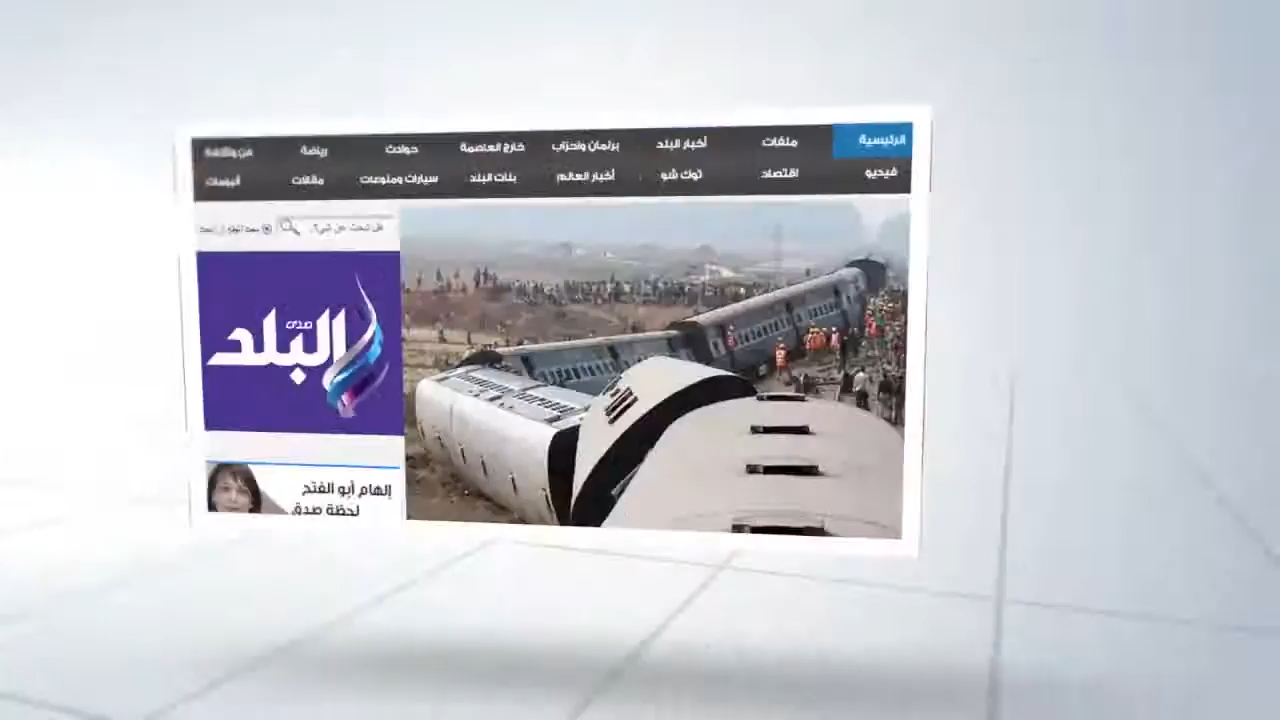 الرئيسية ملفات أخبار البلد برلمان وأحزاب خارج العاصمة حوادث رياضة فن وثقافة
فيديو اقتصاد توك شو أخبار العالم بنات البلد سيارات ومنوعات مقالات ألبومات
صدى
البلد
إلهام أبو الفتح
لحظة صدق